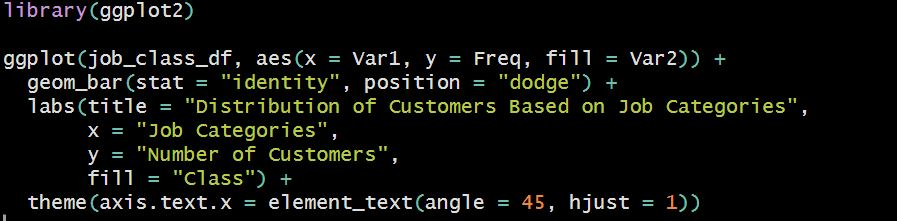 library(ggplot2)
ggplot(job_class_df, aes(x = Var1, y = Freq, fill = Var2)) +
  geom_bar(stat = "identity", position = "dodge") +
  labs(title = "Distribution of Customers Based on Job Categories",
       x = "Job Categories",
       y = "Number of Customers",
       fill = "Class") +
  theme(axis.text.x = element_text(angle = 45, hjust = 1))